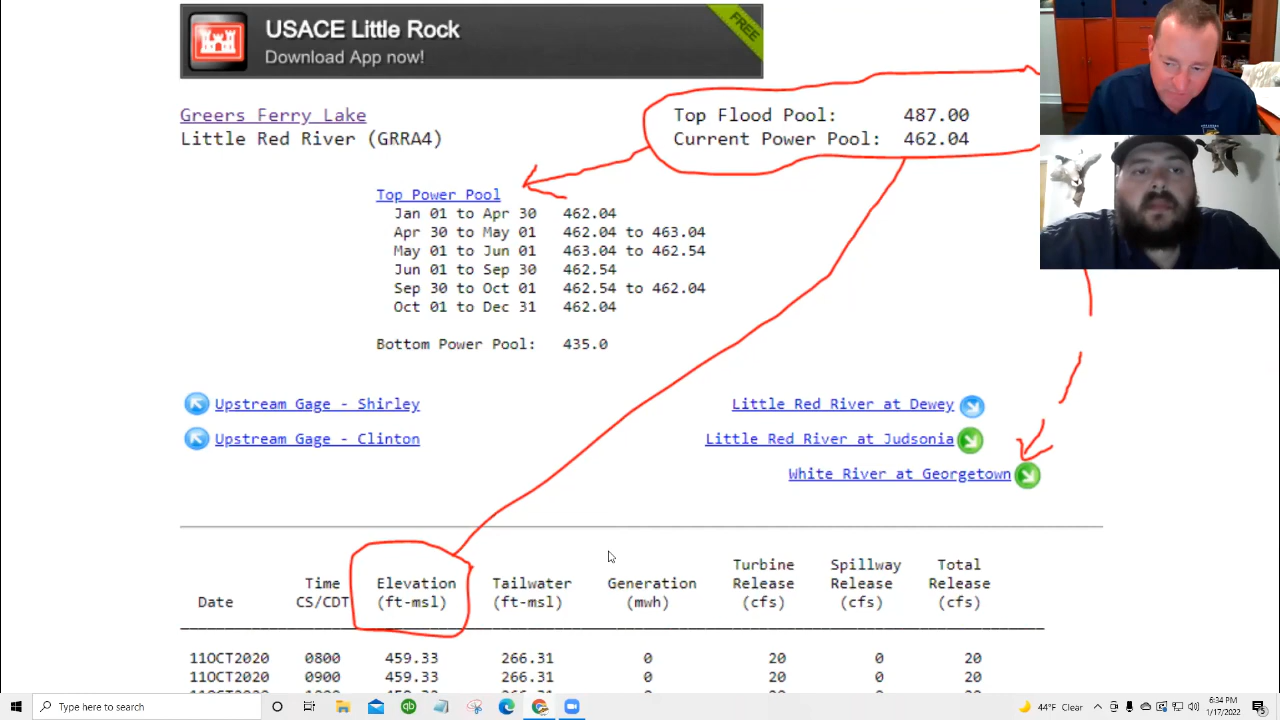 USACE Little Rock
Download App now!
FREE
Greers Ferry Lake
Little Red River (GRRA4)
Top Flood Pool: 487.00
Current Power Pool: 462.04
Top Power Pool
Jan 01 to Apr 30 462.04
Apr 30 to May 01 462.04 to 463.04
May 01 to Jun 01 463.04 to 462.54
Jun 01 to Sep 30 462.54
Sep 30 to Oct 01 462.54 to 462.04
Oct 01 to Dec 31 462.04
Bottom Power Pool: 435.0
Upstream Gage - Shirley
Little Red River at Dewey
Upstream Gage - Clinton
Little Red River at Judsonia
White River at Georgetown
Turbine Spillway Total
Time Elevation Tailwater Generation Release Release Release
Date CS/CDT (ft-msl) (ft-msl) (mwh) (cfs) (cfs) (cfs)
11OCT2020 0800 459.33 266.31 0 20 0 20
11OCT2020 0900 459.33 266.31 0 20 0 20
Type here to search
44°F Clear
6:34 PM
1/17/2022